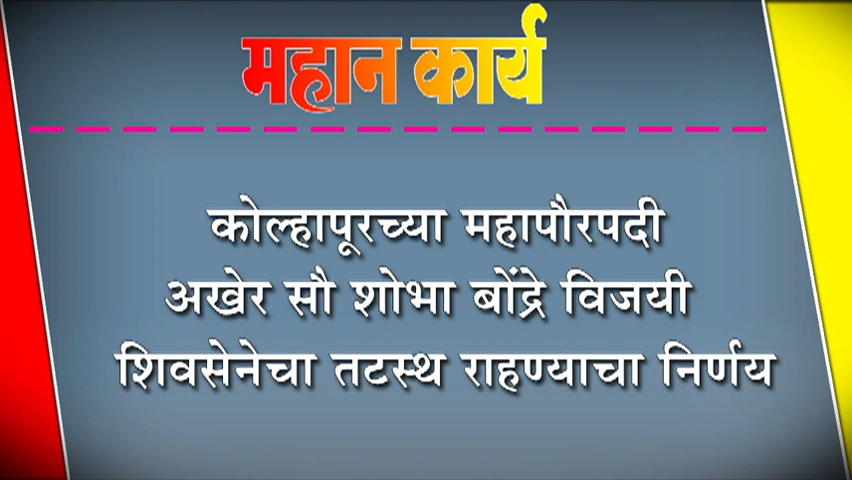 महान कार्य
कोल्हापूरच्या महापौरपदी
अखेर सौ शोभा बोंद्रे विजयी
शिवसेनेचा तटस्थ राहण्याचा निर्णय